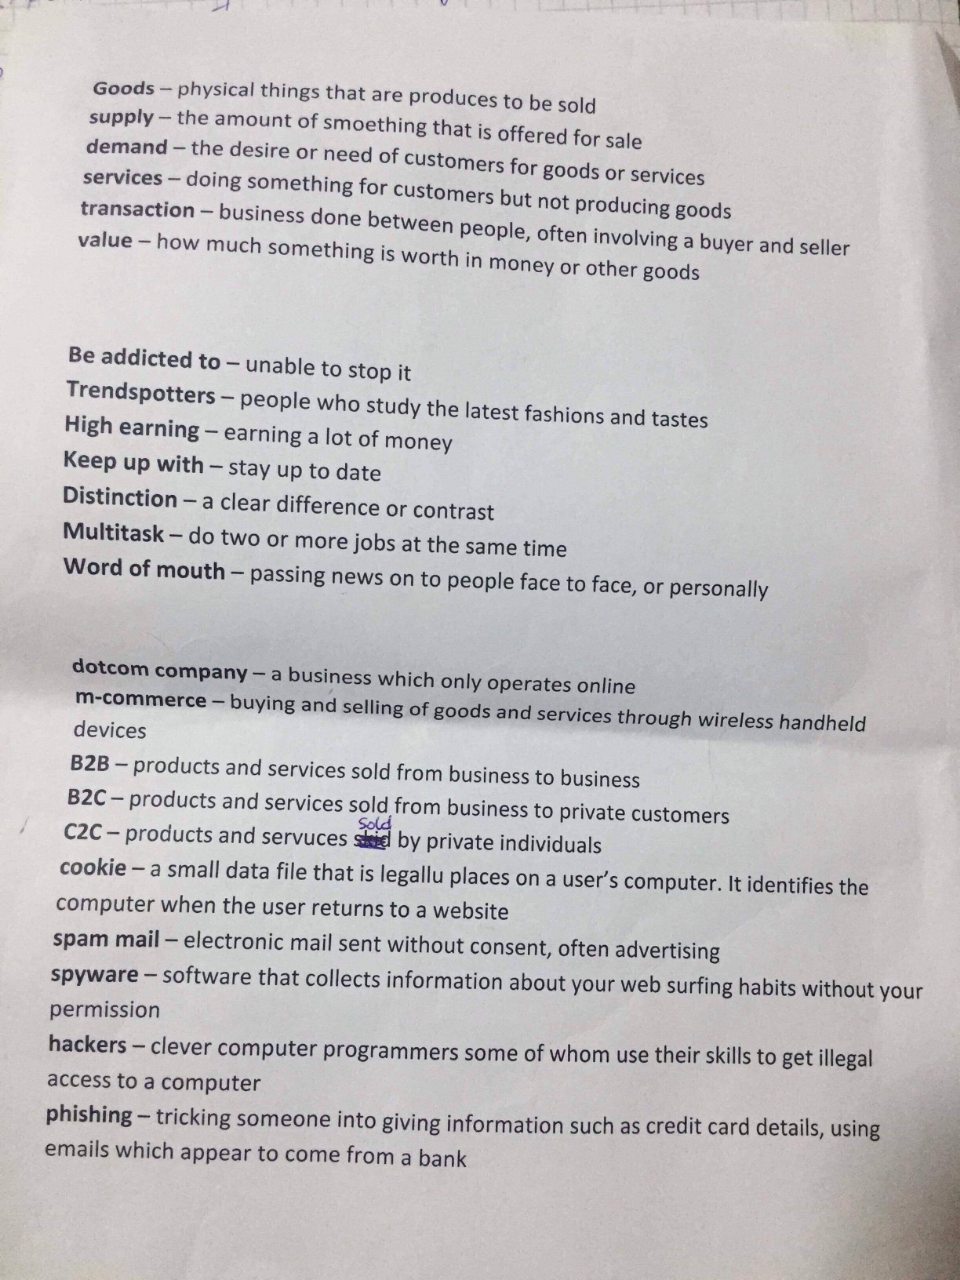 Goods – physical things that are produces to be sold
supply – the amount of smoething that is offered for sale
demand – the desire or need of customers for goods or services
services – doing something for customers but not producing goods
transaction – business done between people, often involving a buyer and seller
value – how much something is worth in money or other goods
Be addicted to – unable to stop it
Trendspotters – people who study the latest fashions and tastes
High earning – earning a lot of money
Keep up with – stay up to date
Distinction – a clear difference or contrast
Multitask – do two or more jobs at the same time
Word of mouth – passing news on to people face to face, or personally
dotcom company – a business which only operates online
m-commerce – buying and selling of goods and services through wireless handheld
devices
B2B – products and services sold from business to business
B2C – products and services sold from business to private customers
Sold
C2C – products and servuces by private individuals
cookie – a small data file that is legallu places on a user's computer. It identifies the
computer when the user returns to a website
spam mail – electronic mail sent without consent, often advertising
spyware – software that collects information about your web surfing habits without your
permission
hackers – clever computer programmers some of whom use their skills to get illegal
access to a computer
phishing – tricking someone into giving information such as credit card details, using
emails which appear to come from a bank